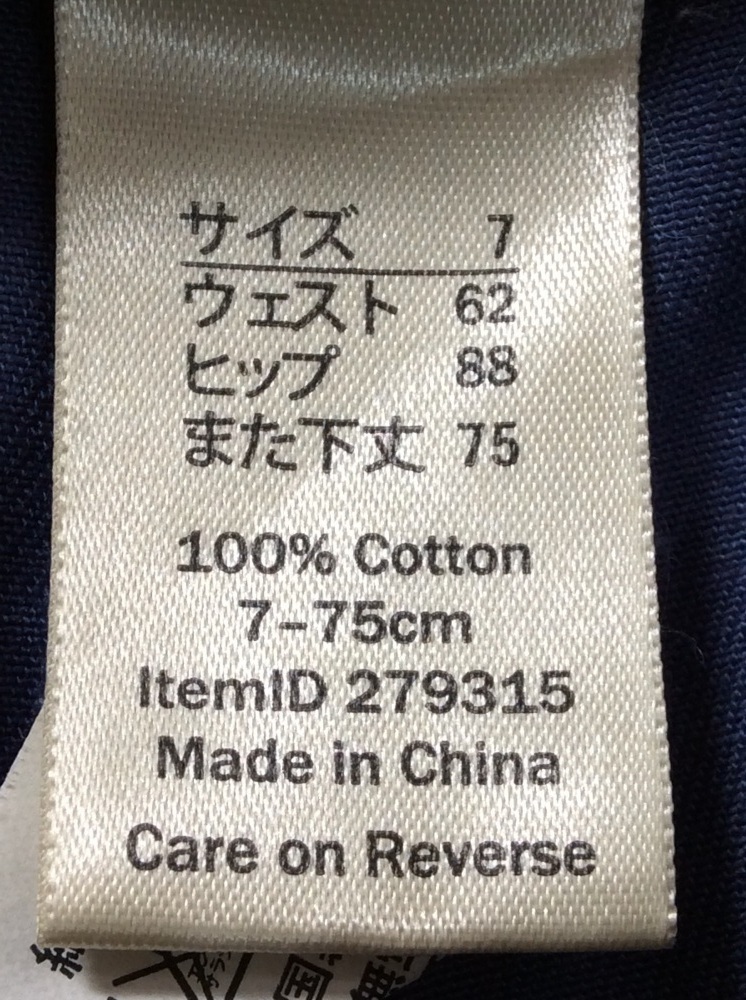 サイズ 7
ウェスト 62
ヒップ 88
また下丈 75
100% Cotton
7-75cm
ItemID 279315
Made in China
Care on Reverse
国